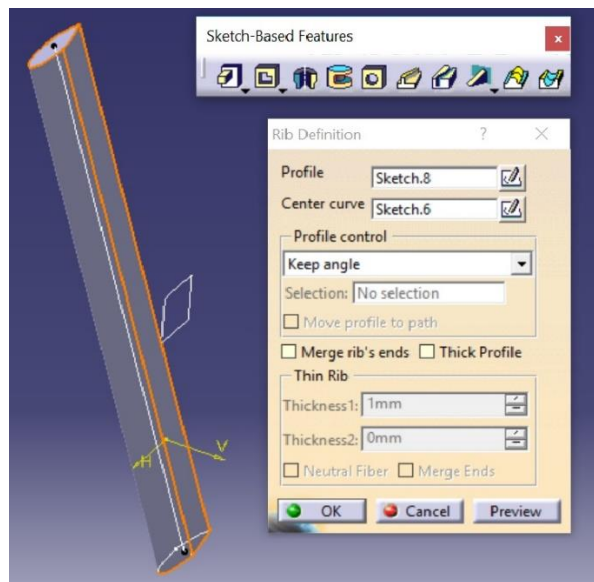 Sketch-Based Features
x
Rib Definition ? ×
Profile Sketch.8
Center curve Sketch.6
Profile control
Keep angle
Selection: No selection
Move profile to path
Merge rib's ends Thick Profile
Thin Rib
Thickness1: 1mm
Thickness2: 0mm
Neutral Fiber Merge Ends
OK Cancel Preview
V
H